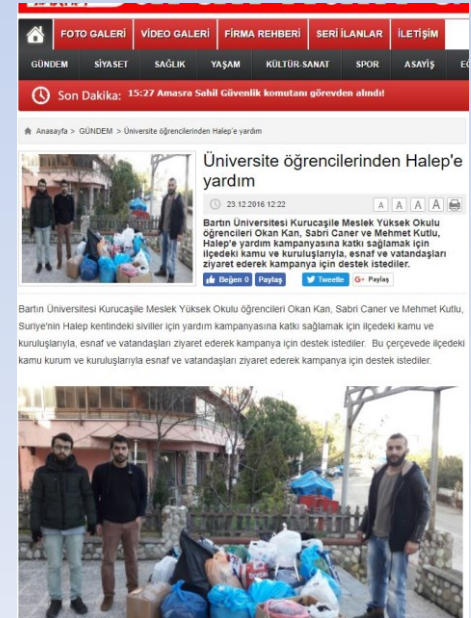 FOTO GALERİ VİDEO GALERİ FİRMA REHBERİ SERİ İLANLAR İLETİŞİM
GÜNDEM SİYASET SAĞLIK YAŞAM KÜLTÜR-SANAT SPOR ASAYİŞ
Son Dakika: 15:27 Amasra Sahil Güvenlik komutanı görevden alındı!
Anasayfa > GÜNDEM > Üniversite öğrencilerinden Halep'e yardım
Üniversite öğrencilerinden Halep'e
yardım
23.12.2016 12:22 A A A A
Bartın Üniversitesi Kurucaşile Meslek Yüksek Okulu
öğrencileri Okan Kan, Sabri Caner ve Mehmet Kutlu,
Halep'e yardım kampanyasına katkı sağlamak için
ilçedeki kamu ve kuruluşlarıyla, esnaf ve vatandaşları
ziyaret ederek kampanya için destek istediler.
Beğen 0 Paylaş Tweetle G+ Paylaş
Bartın Üniversitesi Kurucaşile Meslek Yüksek Okulu öğrencileri Okan Kan, Sabri Caner ve Mehmet Kutlu,
Suriye'nin Halep kentindeki siviller için yardım kampanyasına katkı sağlamak için ilçedeki kamu ve
kuruluşlarıyla, esnaf ve vatandaşları ziyaret ederek kampanya için destek istediler. Bu çerçevede ilçedeki
kamu kurum ve kuruluşlarıyla esnaf ve vatandaşları ziyaret ederek kampanya için destek istediler.